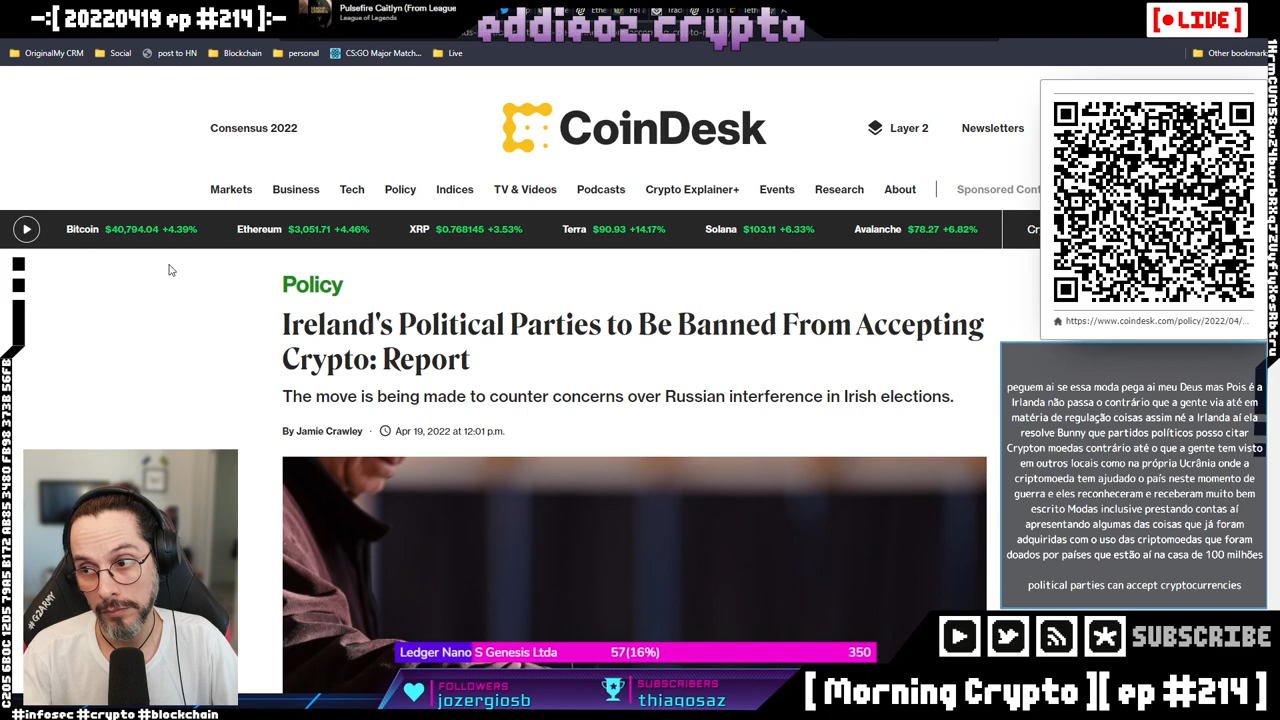 -:[ 20220419 ep #214 ]:-
Pulsefire Caitlyn (From League
League of Legends
eddieoz.crypto
[● LIVE ]
OriginalMy CRM
Social
post to HN
Blockchain
personal
CS:GO Major Match...
Live
Other bookmark
Consensus 2022
CoinDesk
Layer 2
Newsletters
Markets
Business
Tech
Policy
Indices
TV & Videos
Podcasts
Crypto Explainer+
Events
Research
About
Sponsored Cont
Bitcoin $40,794.04 +4.39%
Ethereum $3,051.71 +4.46%
XRP $0.768145 +3.53%
Terra $90.93 +14.17%
Solana $103.11 +6.33%
Avalanche $78.27 +6.82%
Cr
Policy
Ireland's Political Parties to Be Banned From Accepting
Crypto: Report
The move is being made to counter concerns over Russian interference in Irish elections.
By Jamie Crawley · Apr 19, 2022 at 12:01 p.m.
https://www.coindesk.com/policy/2022/04/...
peguem ai se essa moda pega ai meu Deus mas Pois é a
Irlanda não passa o contrário que a gente via até em
matéria de regulação coisas assim né a Irlanda aí ela
resolve Bunny que partidos políticos posso citar
Crypton moedas contrário até o que a gente tem visto
em outros locais como na própria Ucrânia onde a
criptomoeda tem ajudado o país neste momento de
guerra e eles reconheceram e receberam muito bem
escrito Modas inclusive prestando contas aí
apresentando algumas das coisas que já foram
adquiridas com o uso das criptomoedas que foram
doados por países que estão aí na casa de 100 milhões
political parties can accept cryptocurrencies
#G2ARMY
Ledger Nano S Genesis Ltda
57(16%)
350
FOLLOWERS
jozergiosb
SUBSCRIBERS
thiagosaz
SUBSCRIBE
[ Morning Crypto ][ ep #214 ]
#infosec #crypto #blockchain